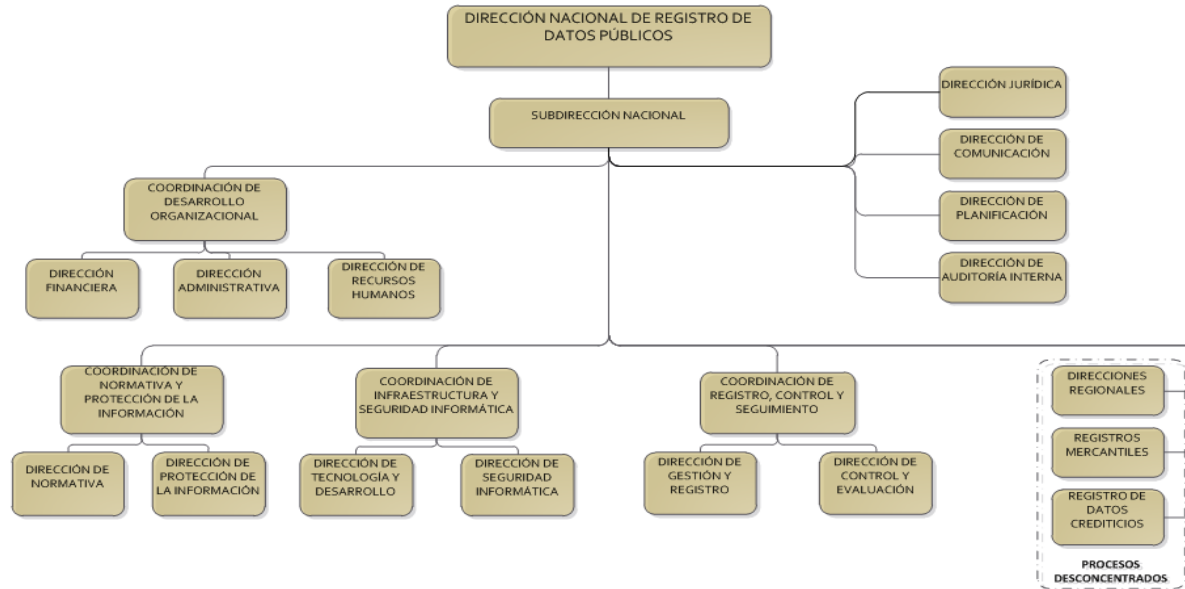 DIRECCIÓN NACIONAL DE REGISTRO DE
DATOS PÚBLICOS
SUBDIRECCIÓN NACIONAL
DIRECCIÓN JURÍDICA
DIRECCIÓN DE
COMUNICACIÓN
DIRECCIÓN DE
PLANIFICACIÓN
DIRECCIÓN DE
AUDITORÍA INTERNA
COORDINACIÓN DE
DESARROLLO
ORGANIZACIONAL
DIRECCIÓN
FINANCIERA
DIRECCIÓN
ADMINISTRATIVA
DIRECCIÓN DE
RECURSOS
HUMANOS
COORDINACIÓN DE
NORMATIVA Y
PROTECCIÓN DE LA
INFORMACIÓN
DIRECCIÓN DE
NORMATIVA
DIRECCIÓN DE
PROTECCIÓN DE
LA INFORMACIÓN
COORDINACIÓN DE
INFRAESTRUCTURA Y
SEGURIDAD INFORMÁTICA
DIRECCIÓN DE
TECNOLOGÍA Y
DESARROLLO
DIRECCIÓN DE
SEGURIDAD
INFORMÁTICA
COORDINACIÓN DE
REGISTRO, CONTROL Y
SEGUIMIENTO
DIRECCIÓN DE
GESTIÓN Y
REGISTRO
DIRECCIÓN DE
CONTROL Y
EVALUACIÓN
DIRECCIONES
REGIONALES
REGISTROS
MERCANTILES
REGISTRO DE
DATOS
CREDITICIOS
PROCESOS
DESCONCENTRADOS